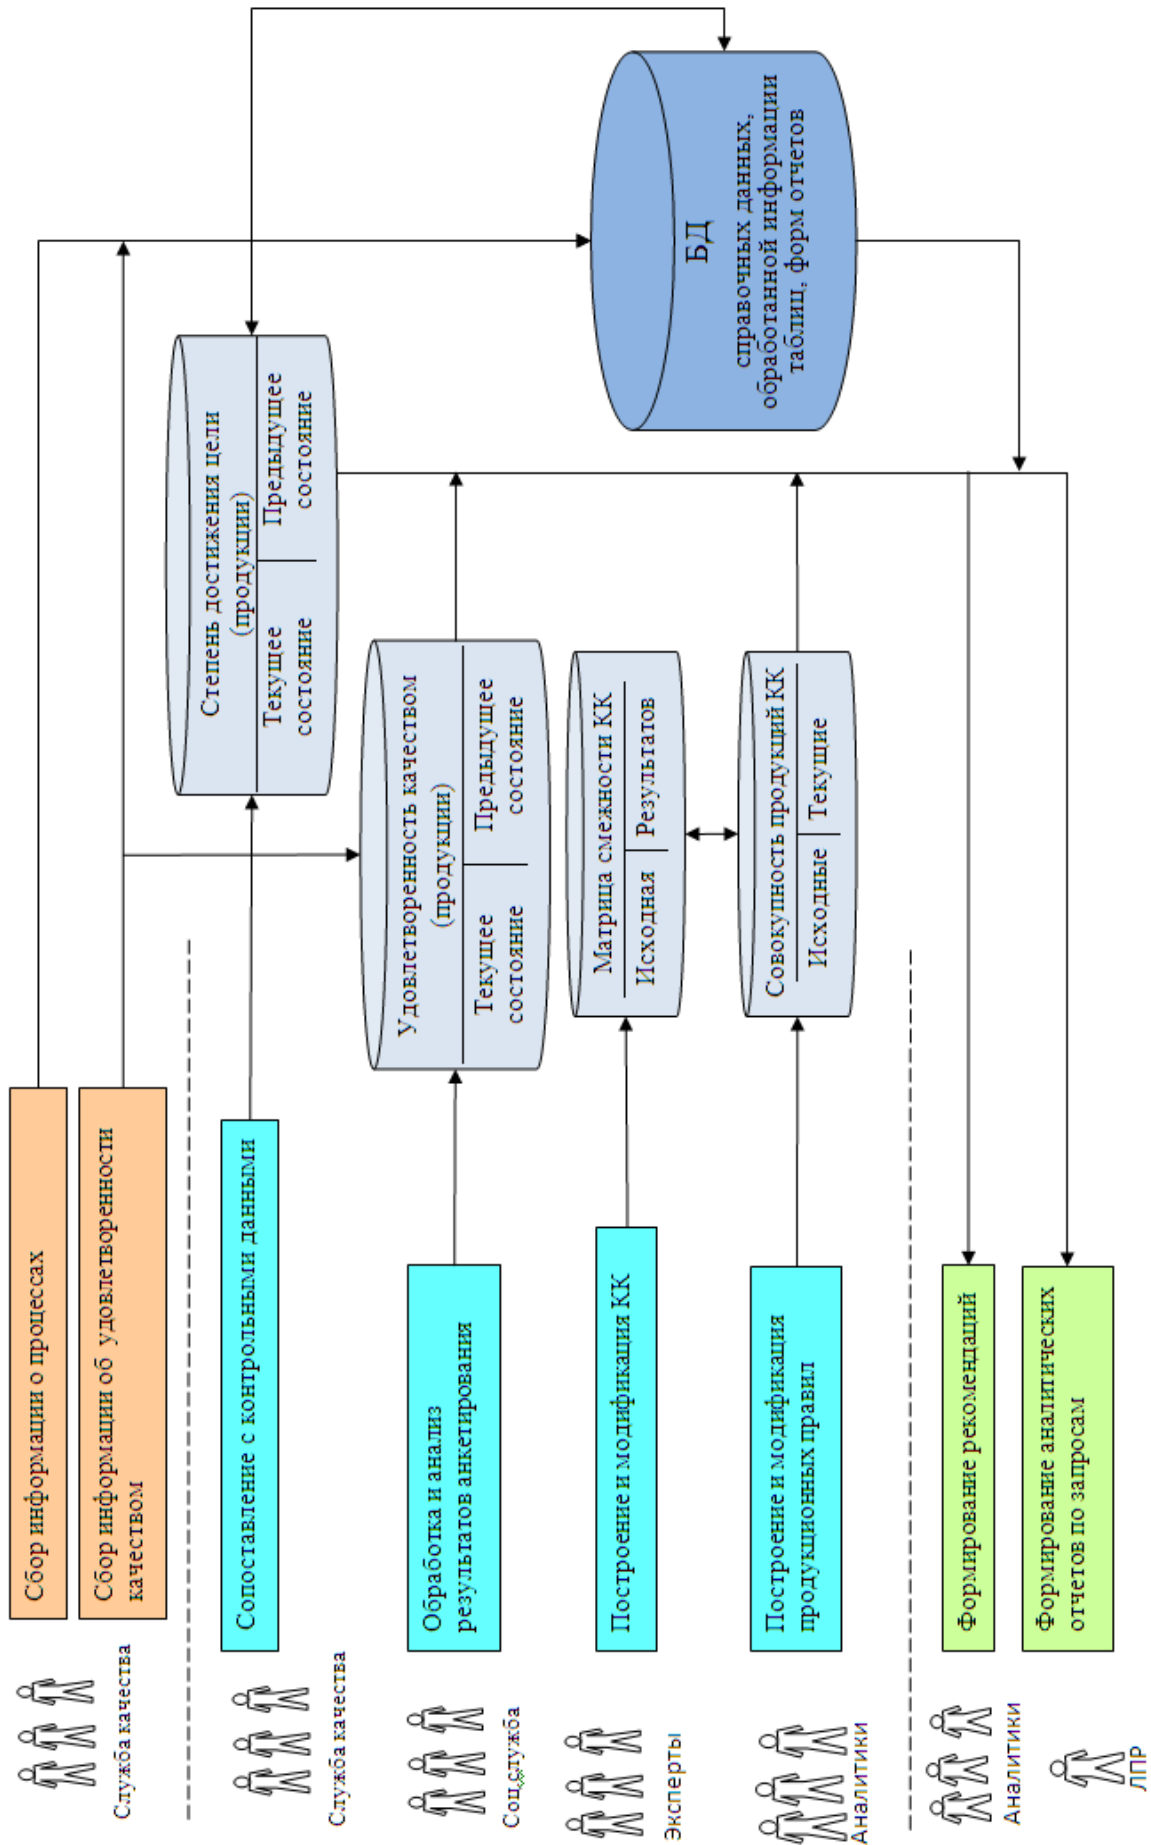 Служба качества
Сбор информации о процессах
Сбор информации об удовлетворенности
качеством
Служба качества
Сопоставление с контрольными данными
Степень достижения цели
(продукции)
Текущее
состояние
Предыдущее
состояние
Соц.служба
Обработка и анализ
результатов анкетирования
Удовлетворенность качеством
(продукции)
Текущее
состояние
Предыдущее
состояние
Эксперты
Построение и модификация КК
Матрица смежности КК
Исходная
Результатов
Аналитики
Построение и модификация
продукционных правил
Совокупность продукций КК
Исходные
Текущие
БД
справочных данных,
обработанной информации
таблиц, форм отчетов
Аналитики
Формирование рекомендаций
ЛПР
Формирование аналитических
отчетов по запросам